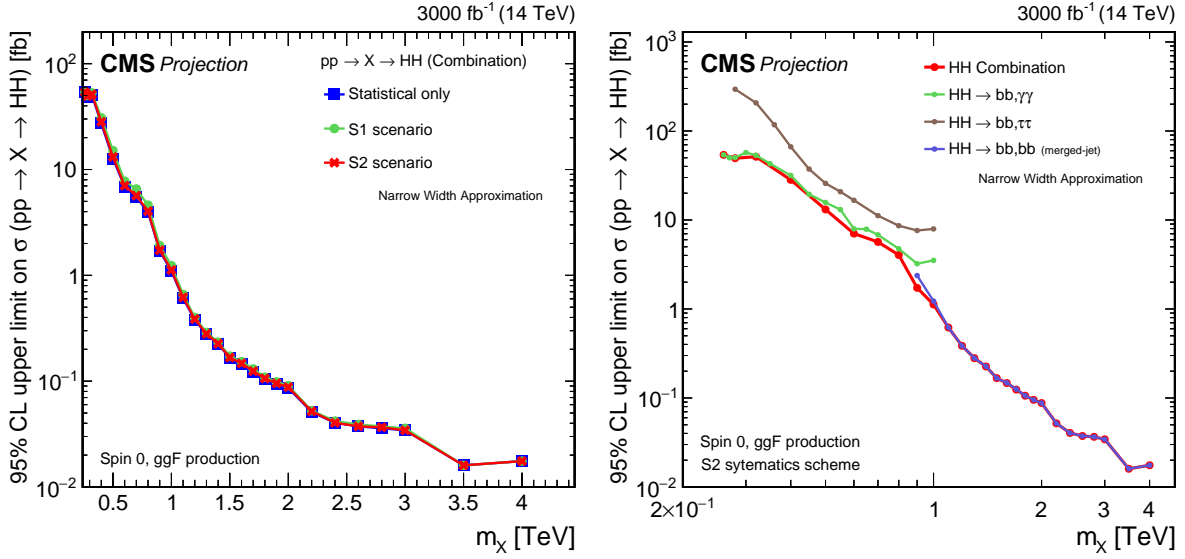 3000 fb⁻¹ (14 TeV)
CMS Projection
pp → X → HH (Combination)
Statistical only
S1 scenario
S2 scenario
Narrow Width Approximation
Spin 0, ggF production
95% CL upper limit on σ (pp → X → HH) [fb]
10²
10
1
10⁻¹
10⁻²
0.5 1 1.5 2 2.5 3 3.5 4
m_X [TeV]
3000 fb⁻¹ (14 TeV)
CMS Projection
HH Combination
HH → bb,γγ
HH → bb,ττ
HH → bb,bb (merged-jet)
Narrow Width Approximation
Spin 0, ggF production
S2 sytematics scheme
95% CL upper limit on σ (pp → X → HH) [fb]
10³
10²
10
1
10⁻¹
10⁻²
2×10⁻¹ 1 2 3 4
m_X [TeV]